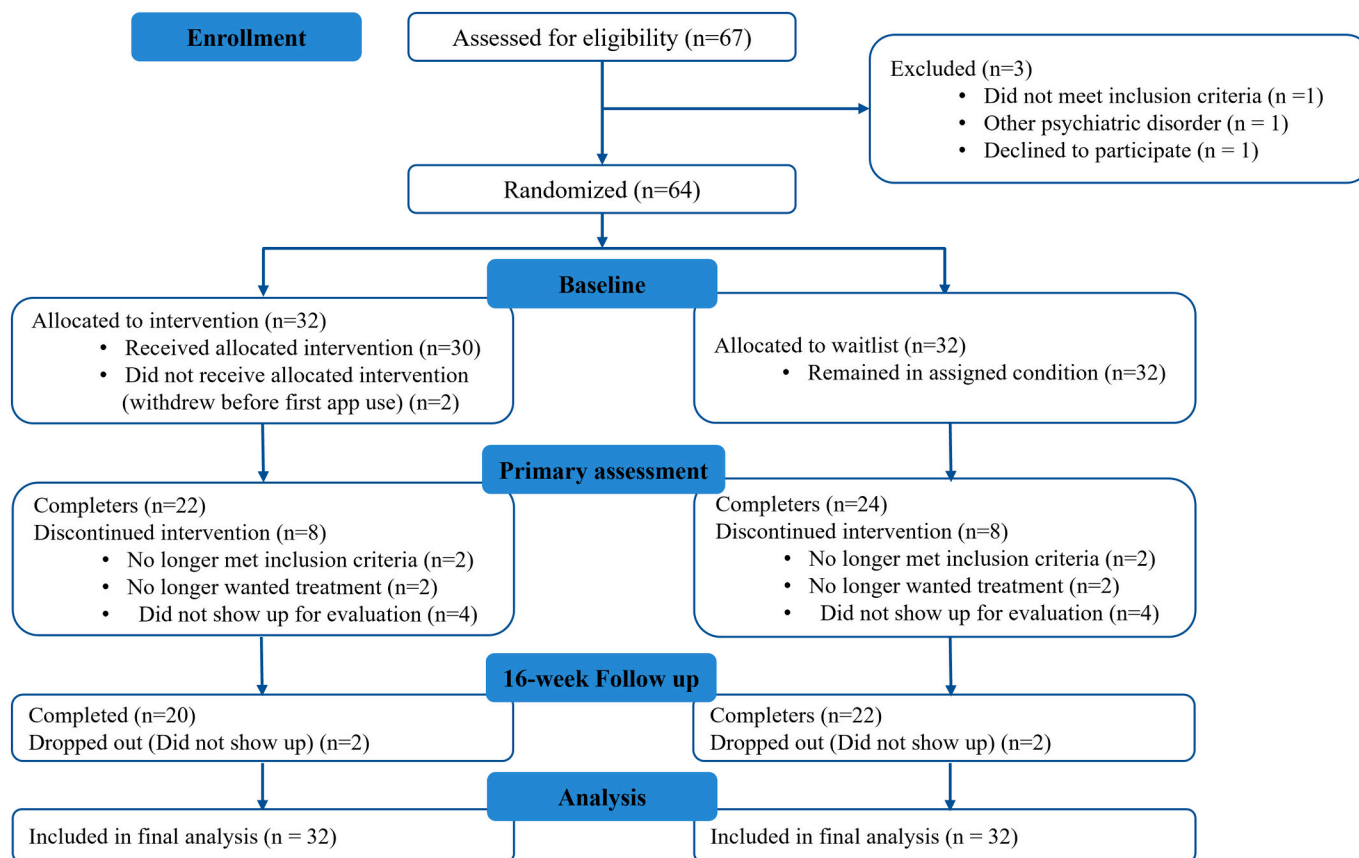 Enrollment
Assessed for eligibility (n=67)
Excluded (n=3)
• Did not meet inclusion criteria (n =1)
• Other psychiatric disorder (n = 1)
• Declined to participate (n = 1)
Randomized (n=64)
Baseline
Allocated to intervention (n=32)
• Received allocated intervention (n=30)
• Did not receive allocated intervention
(withdrew before first app use) (n=2)
Allocated to waitlist (n=32)
• Remained in assigned condition (n=32)
Primary assessment
Completers (n=22)
Discontinued intervention (n=8)
• No longer met inclusion criteria (n=2)
• No longer wanted treatment (n=2)
• Did not show up for evaluation (n=4)
Completers (n=24)
Discontinued intervention (n=8)
• No longer met inclusion criteria (n=2)
• No longer wanted treatment (n=2)
• Did not show up for evaluation (n=4)
16-week Follow up
Completed (n=20)
Dropped out (Did not show up) (n=2)
Completers (n=22)
Dropped out (Did not show up) (n=2)
Analysis
Included in final analysis (n = 32)
Included in final analysis (n = 32)